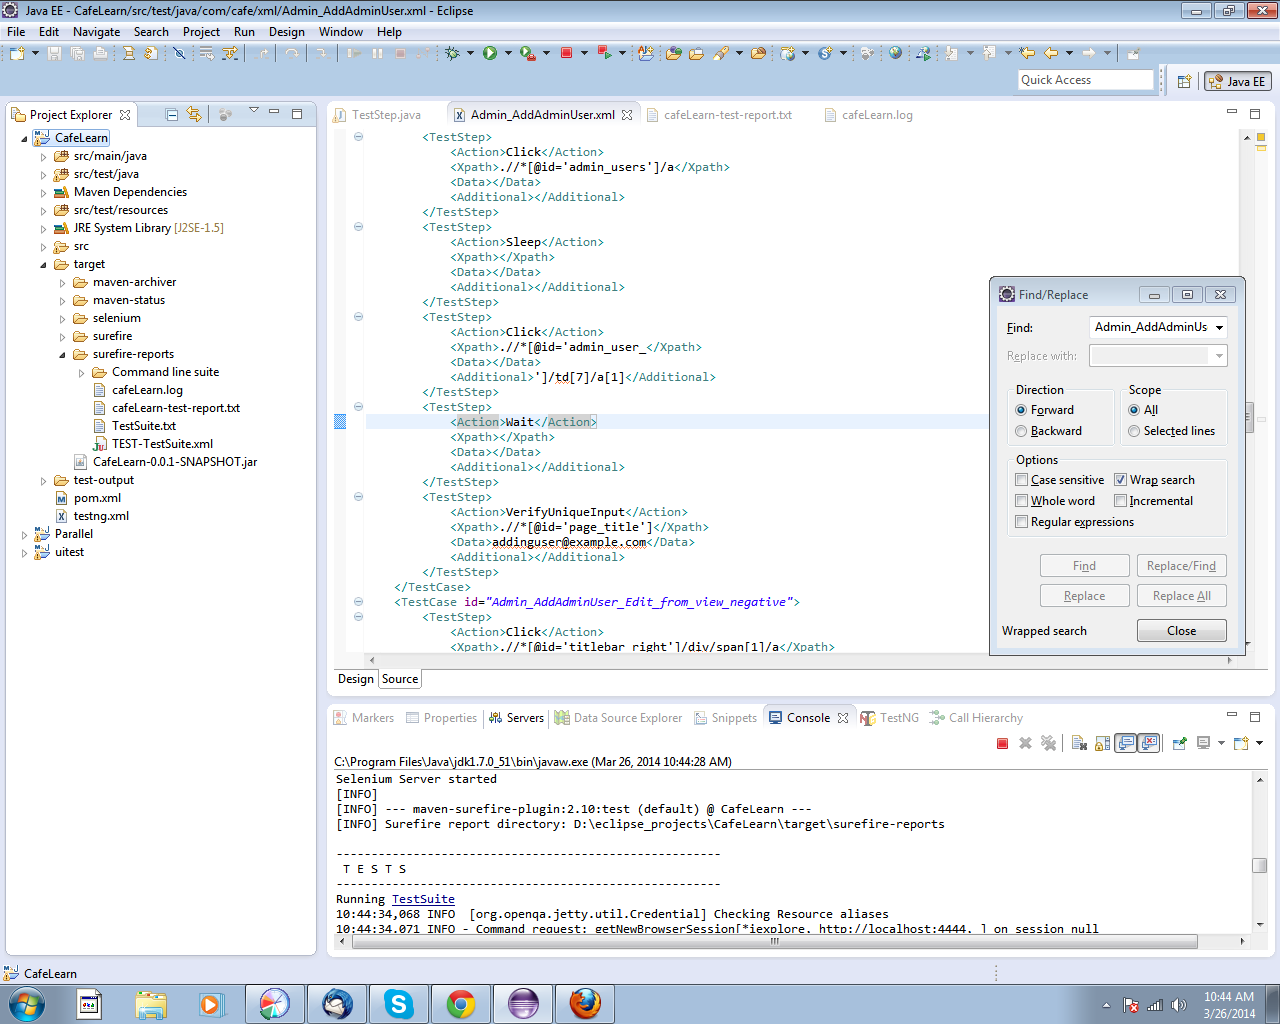 Java EE - CafeLearn/src/test/java/com/cafe/xml/Admin_AddAdminUser.xml - Eclipse
File Edit Navigate Search Project Run Design Window Help
Quick Access
Java EE
Project Explorer
CafeLearn
src/main/java
src/test/java
Maven Dependencies
src/test/resources
JRE System Library [J2SE-1.5]
src
target
maven-archiver
maven-status
selenium
surefire
surefire-reports
Command line suite
cafeLearn.log
cafeLearn-test-report.txt
TestSuite.txt
TEST-TestSuite.xml
CafeLearn-0.0.1-SNAPSHOT.jar
test-output
pom.xml
testng.xml
Parallel
uitest
TestStep.java Admin_AddAdminUser.xml cafeLearn-test-report.txt cafeLearn.log
<TestStep>
<Action>Click</Action>
<Xpath>.//*[@id='admin_users']/a</Xpath>
<Data></Data>
<Additional></Additional>
</TestStep>
<TestStep>
<Action>Sleep</Action>
<Xpath></Xpath>
<Data></Data>
<Additional></Additional>
</TestStep>
<TestStep>
<Action>Click</Action>
<Xpath>.//*[@id='admin_user_</Xpath>
<Data></Data>
<Additional>']/td[7]/a[1]</Additional>
</TestStep>
<TestStep>
<Action>Wait</Action>
<Xpath></Xpath>
<Data></Data>
<Additional></Additional>
</TestStep>
<TestStep>
<Action>VerifyUniqueInput</Action>
<Xpath>.//*[@id='page_title']</Xpath>
<Data>addinguser@example.com</Data>
<Additional></Additional>
</TestStep>
</TestCase>
<TestCase id="Admin_AddAdminUser_Edit_from_view_negative">
<TestStep>
<Action>Click</Action>
<Xpath>.//*[@id='titlebar_right']/div/span[1]/a</Xpath>
Design Source
Find/Replace
Find: Admin_AddAdminUs
Replace with:
Direction Scope
Forward All
Backward Selected lines
Options
Case sensitive Wrap search
Whole word Incremental
Regular expressions
Find Replace/Find
Replace Replace All
Wrapped search Close
Markers Properties Servers Data Source Explorer Snippets Console TestNG Call Hierarchy
C:\Program Files\Java\jdk1.7.0_51\bin\javaw.exe (Mar 26, 2014 10:44:28 AM)
Selenium Server started
[INFO]
[INFO] --- maven-surefire-plugin:2.10:test (default) @ CafeLearn ---
[INFO] Surefire report directory: D:\eclipse_projects\CafeLearn\target\surefire-reports
-------------------------------------------------------
T E S T S
-------------------------------------------------------
Running TestSuite
10:44:34,068 INFO [org.openqa.jetty.util.Credential] Checking Resource aliases
10:44:34,071 INFO - Command request: getNewBrowserSession[*iexplore, http://localhost:4444, ] on session null
CafeLearn
10:44 AM
3/26/2014